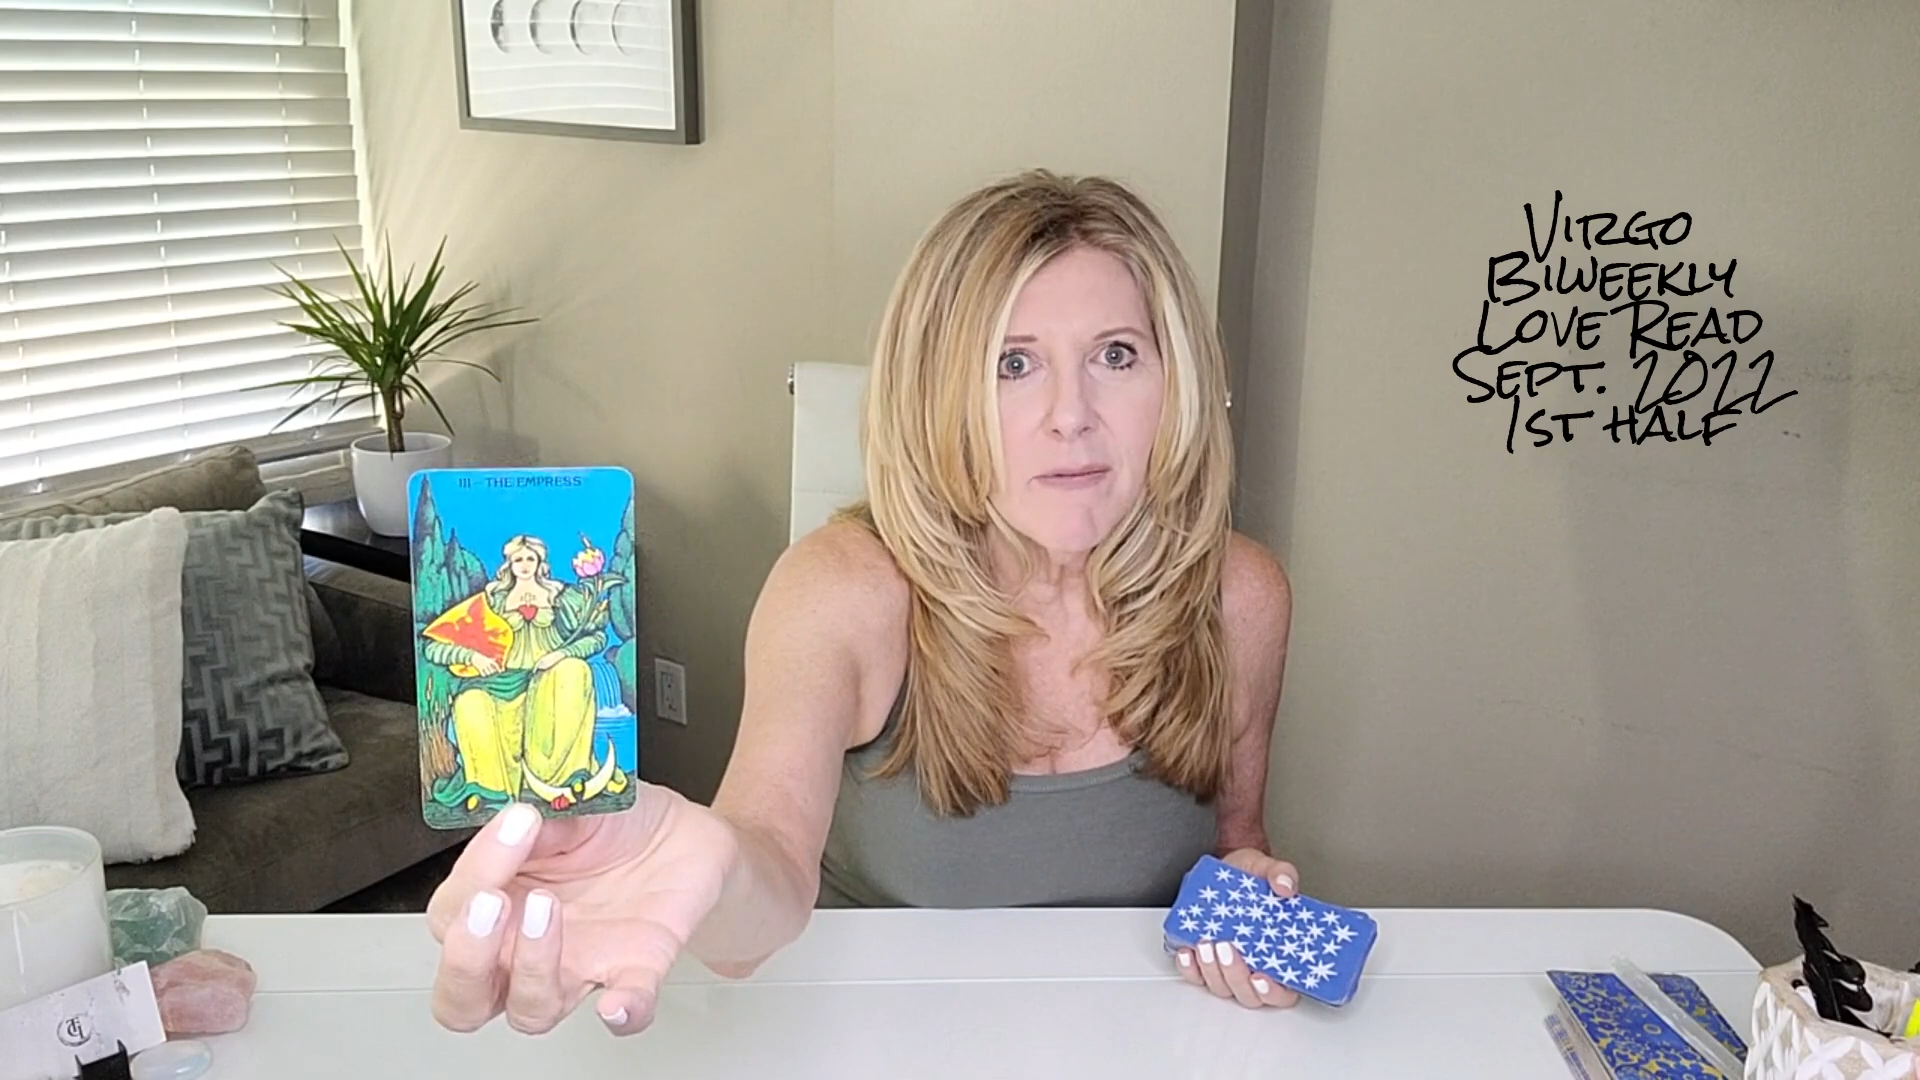 III - THE EMPRESS
VIRGO
BIWEEKLY
LOVE READ
SEPT. 2022
1ST HALF